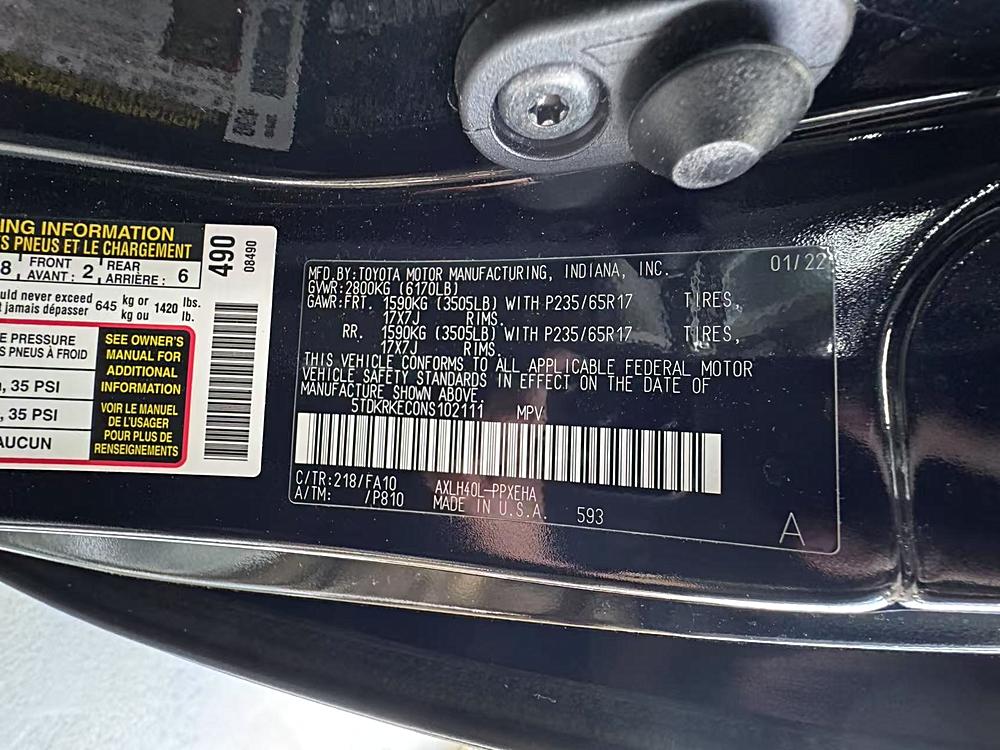 ING INFORMATION
S PNEUS ET LE CHARGEMENT
8 FRONT AVANT : 2, REAR ARRIÈRE : 6
uld never exceed 645 kg or 1420 lbs.
t jamais dépasser kg ou lb.
E PRESSURE
S PNEUS À FROID
, 35 PSI
, 35 PSI
AUCUN
SEE OWNER'S
MANUAL FOR
ADDITIONAL
INFORMATION
VOIR LE MANUEL
DE L'USAGER
POUR PLUS DE
RENSEIGNEMENTS
490
08490
MFD.BY:TOYOTA MOTOR MANUFACTURING, INDIANA, INC. 01/22
GVWR:2800KG (6170LB)
GAWR:FRT. 1590KG (3505LB) WITH P235/65R17 TIRES,
17X7J RIMS.
RR. 1590KG (3505LB) WITH P235/65R17 TIRES,
17X7J RIMS.
THIS VEHICLE CONFORMS TO ALL APPLICABLE FEDERAL MOTOR
VEHICLE SAFETY STANDARDS IN EFFECT ON THE DATE OF
MANUFACTURE SHOWN ABOVE.
5TDKRKEC0NS102111 MPV
C/TR:218/FA10 AXLH40L-PPXEHA
A/TM: /P810 MADE IN U.S.A. 593
A